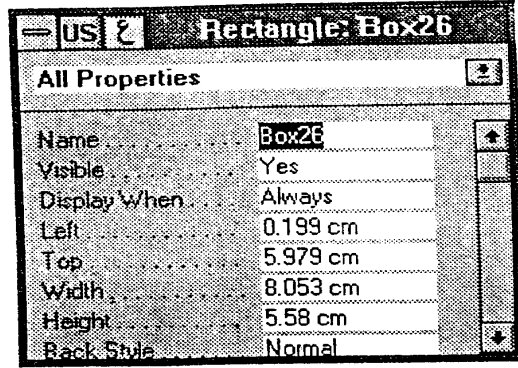 US ع Rectangle: Box26
All Properties
Name Box26
Visible Yes
Display When Always
Left 0.199 cm
Top 5.979 cm
Width 8.053 cm
Height 5.58 cm
Back Style Normal